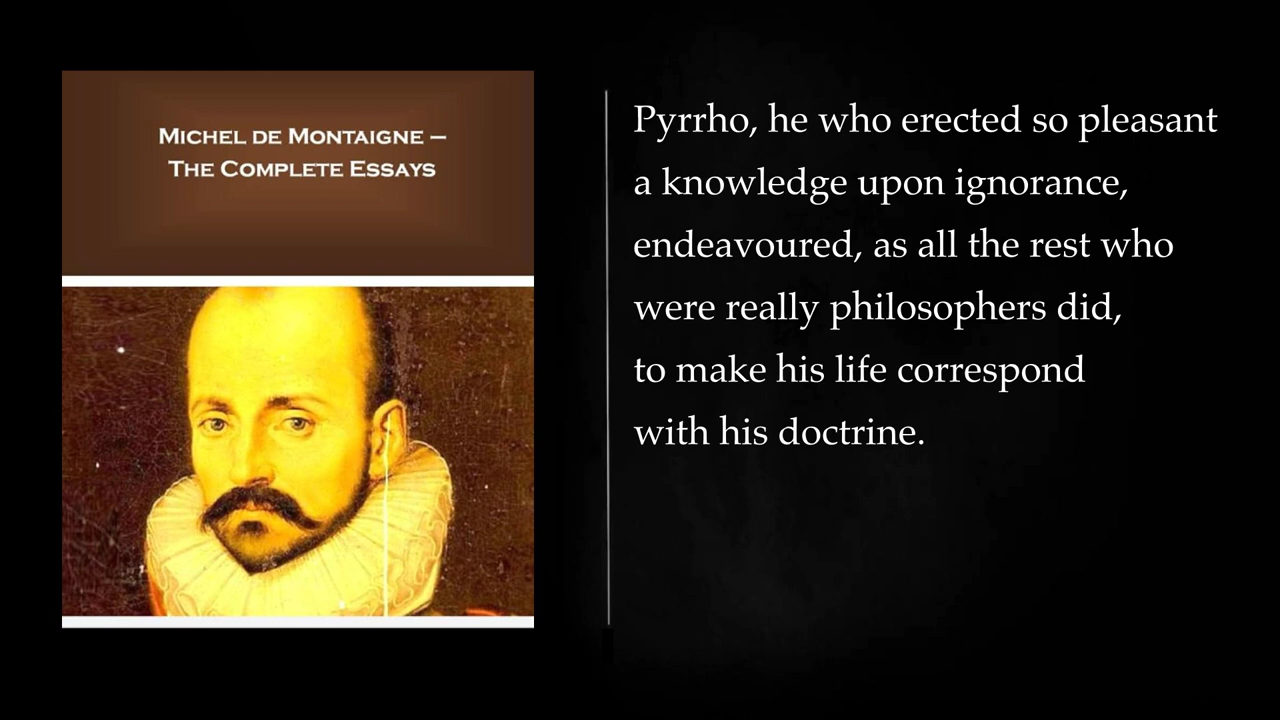 MICHEL DE MONTAIGNE –
THE COMPLETE ESSAYS
Pyrrho, he who erected so pleasant
a knowledge upon ignorance,
endeavoured, as all the rest who
were really philosophers did,
to make his life correspond
with his doctrine.